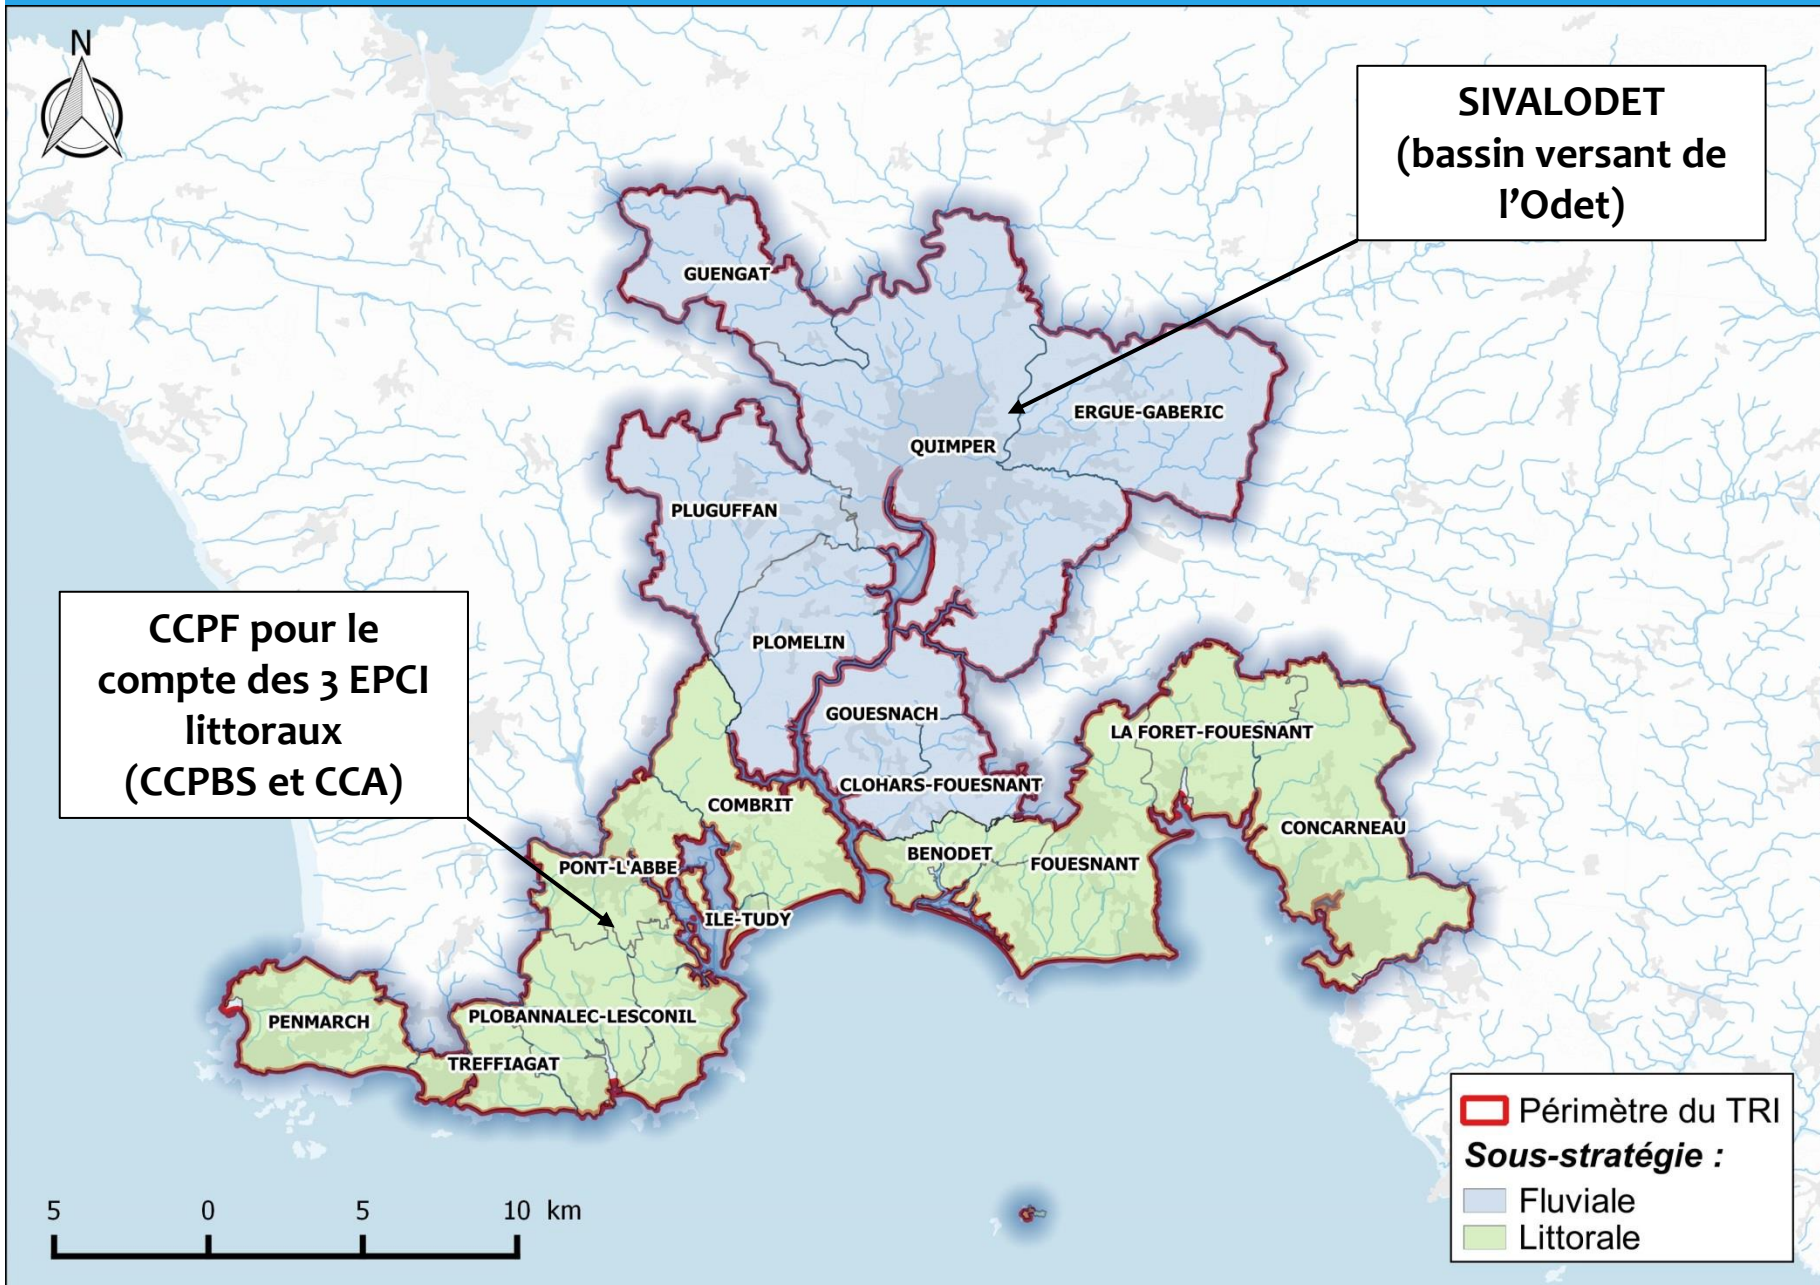 N
SIVALODET
(bassin versant de
l’Odet)
GUENGAT
ERGUE-GABERIC
QUIMPER
PLUGUFFAN
CCPF pour le
compte des 3 EPCI
littoraux
(CCPBS et CCA)
PLOMELIN
GOUESNACH
LA FORET-FOUESNANT
CLOHARS-FOUESNANT
COMBRIT
CONCARNEAU
BENODET
FOUESNANT
PONT-L'ABBE
ILE-TUDY
PENMARCH
PLOBANNALEC-LESCONIL
TREFFIAGAT
Périmètre du TRI
Sous-stratégie :
Fluviale
Littorale
5 0 5 10 km